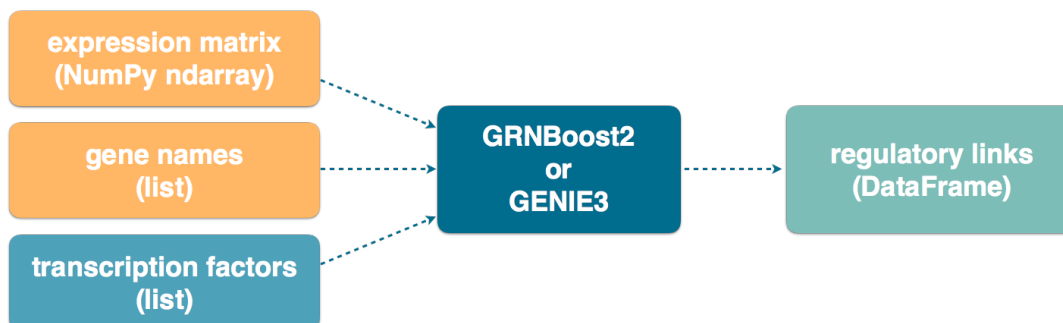 expression matrix
(NumPy ndarray)
gene names
(list)
transcription factors
(list)
GRNBoost2
or
GENIE3
regulatory links
(DataFrame)